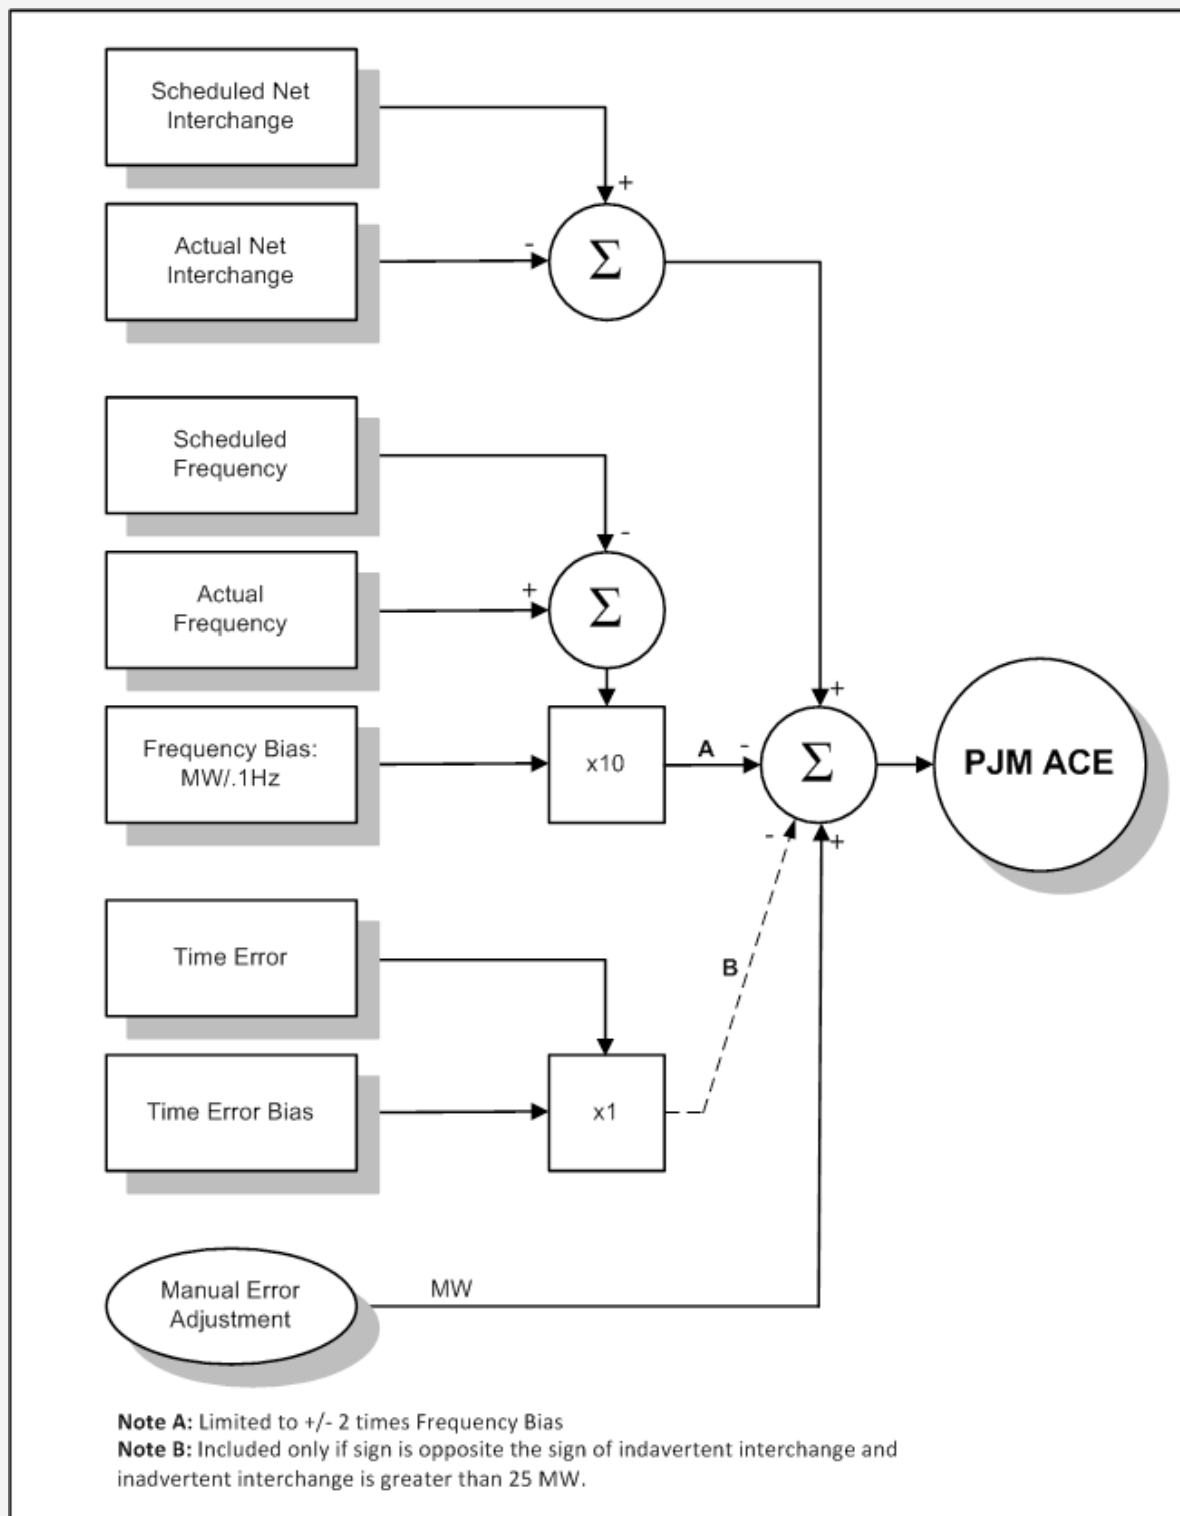 Scheduled Net
Interchange
+
Actual Net
Interchange
-
Σ
Scheduled
Frequency
-
Actual
Frequency
+
Σ
Frequency Bias:
MW/.1Hz
x10
A
-
+
Σ
PJM ACE
-
+
Time Error
B
Time Error Bias
x1
Manual Error
Adjustment
MW
Note A: Limited to +/- 2 times Frequency Bias
Note B: Included only if sign is opposite the sign of indavertent interchange and
inadvertent interchange is greater than 25 MW.